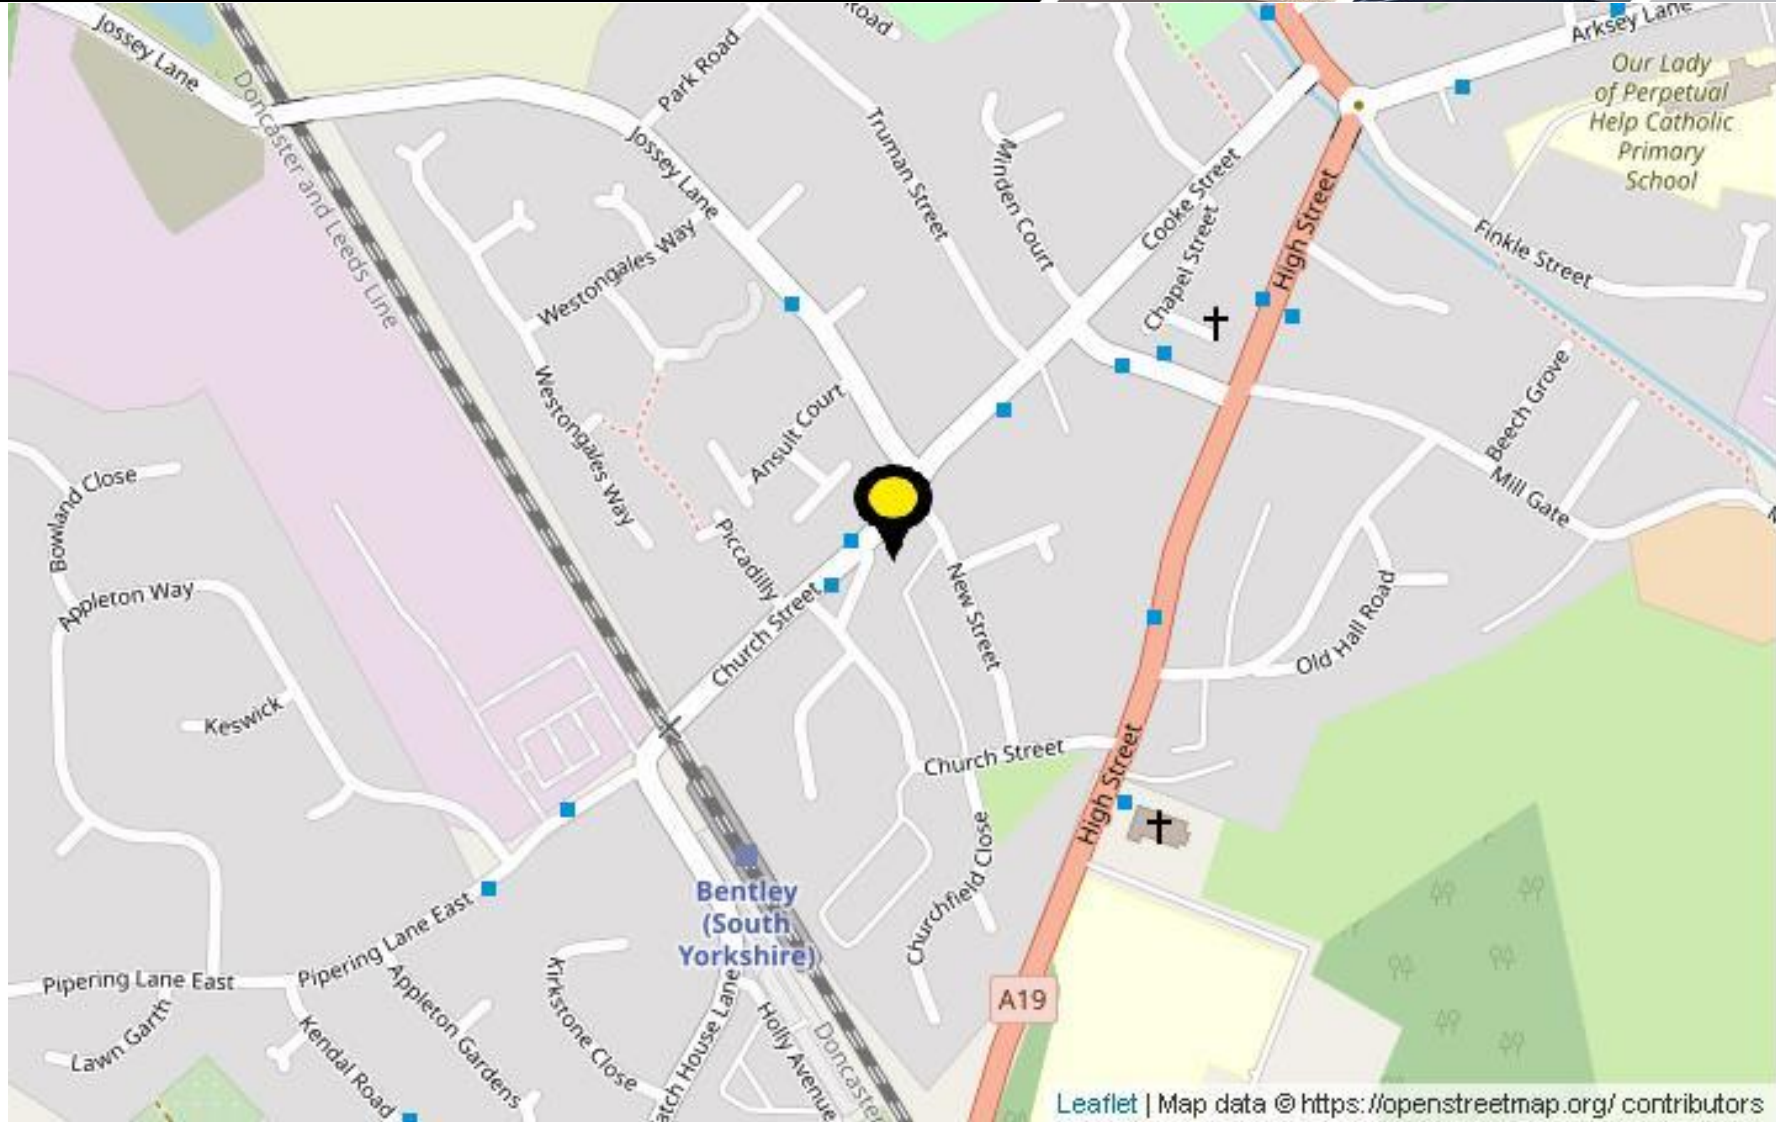 Jossey Lane
Park Road
Road
Arksey Lane
Our Lady
of Perpetual
Help Catholic
Primary
School
Doncaster and Leeds Line
Jossey Lane
Truman Street
Minden Court
Cooke Street
Chapel Street
High Street
Finkle Street
Westongales Way
Westongales Way
Ansult Court
Beech Grove
Mill Gate
Bowland Close
Appleton Way
Piccadilly
Church Street
New Street
Old Hall Road
Keswick
Church Street
High Street
Churchfield Close
Bentley
(South
Yorkshire)
Pipering Lane East
Pipering Lane East
Lawn Garth
Kendal Road
Appleton Gardens
Kirkstone Close
atch House Lane
Holly Avenue
Doncaster
A19
Leaflet | Map data © https://openstreetmap.org/ contributors